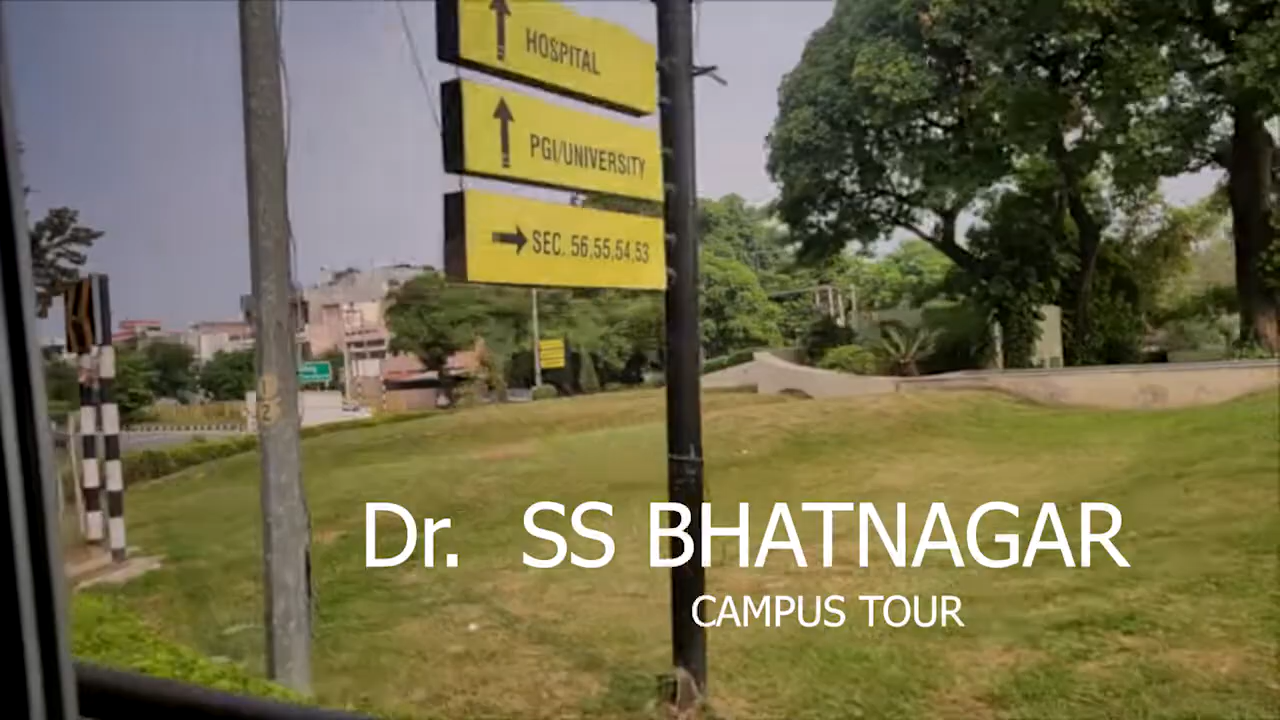 HOSPITAL
PGI/UNIVERSITY
SEC. 56,55,54,53
Dr. SS BHATNAGAR
CAMPUS TOUR